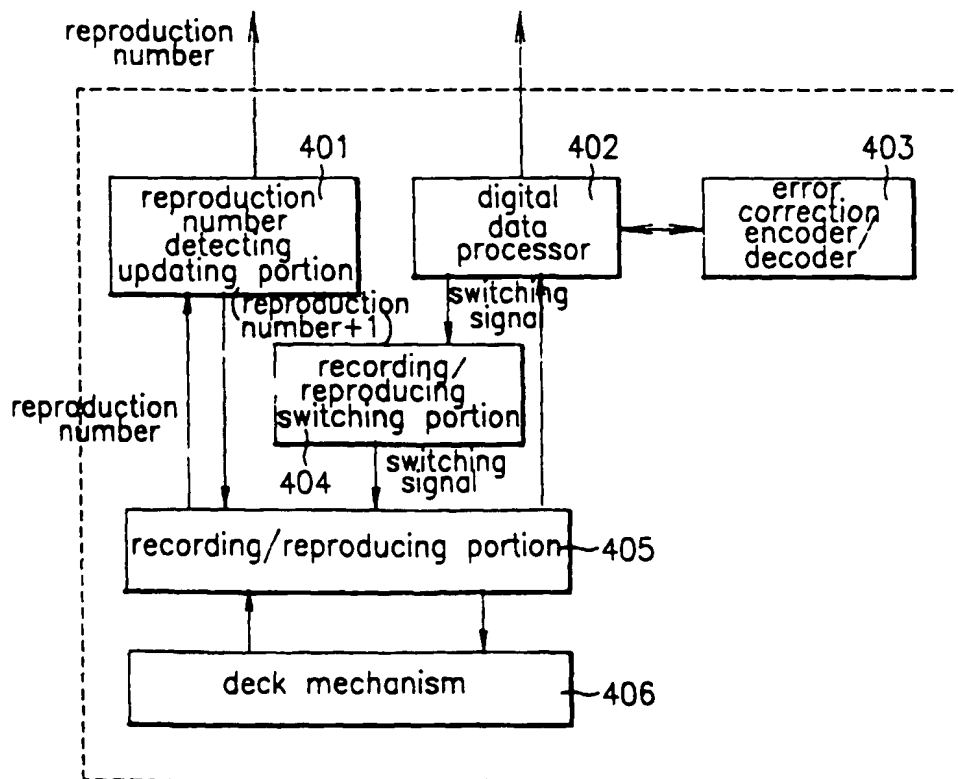 reproduction
number
401
402
403
reproduction
number
detecting
updating portion
digital
data
processor
error
correction
encoder/
decoder
(reproduction
number+1)
switching
signal
recording/
reproducing
switching portion
reproduction
number
404
switching
signal
recording/reproducing portion
405
deck mechanism
406